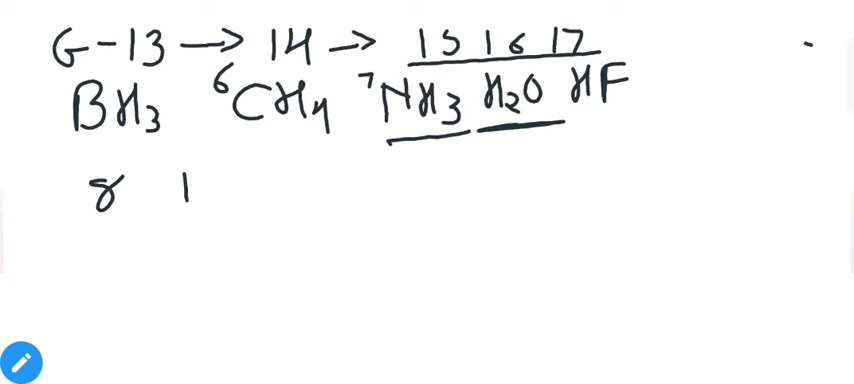 G-13 → 14 → 15 16 17
BH₃ ⁶CH₄ ⁷NH₃ H₂O HF
8 1